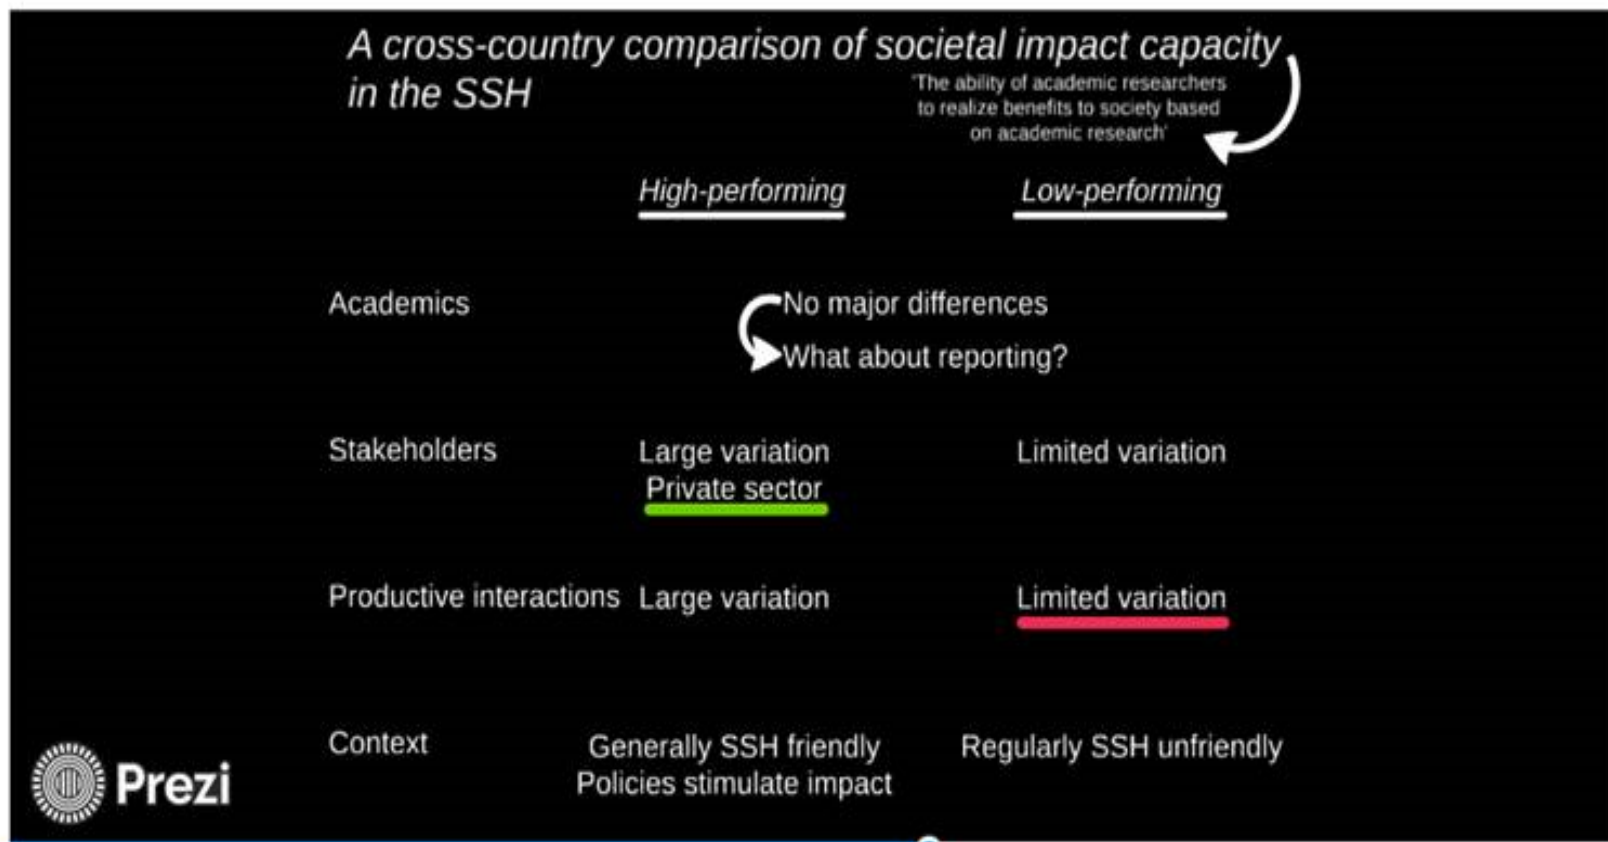 A cross-country comparison of societal impact capacity
in the SSH
'The ability of academic researchers
to realize benefits to society based
on academic research'
High-performing Low-performing
Academics No major differences
What about reporting?
Stakeholders Large variation Limited variation
Private sector
Productive interactions Large variation Limited variation
Context Generally SSH friendly Regularly SSH unfriendly
Policies stimulate impact
Prezi